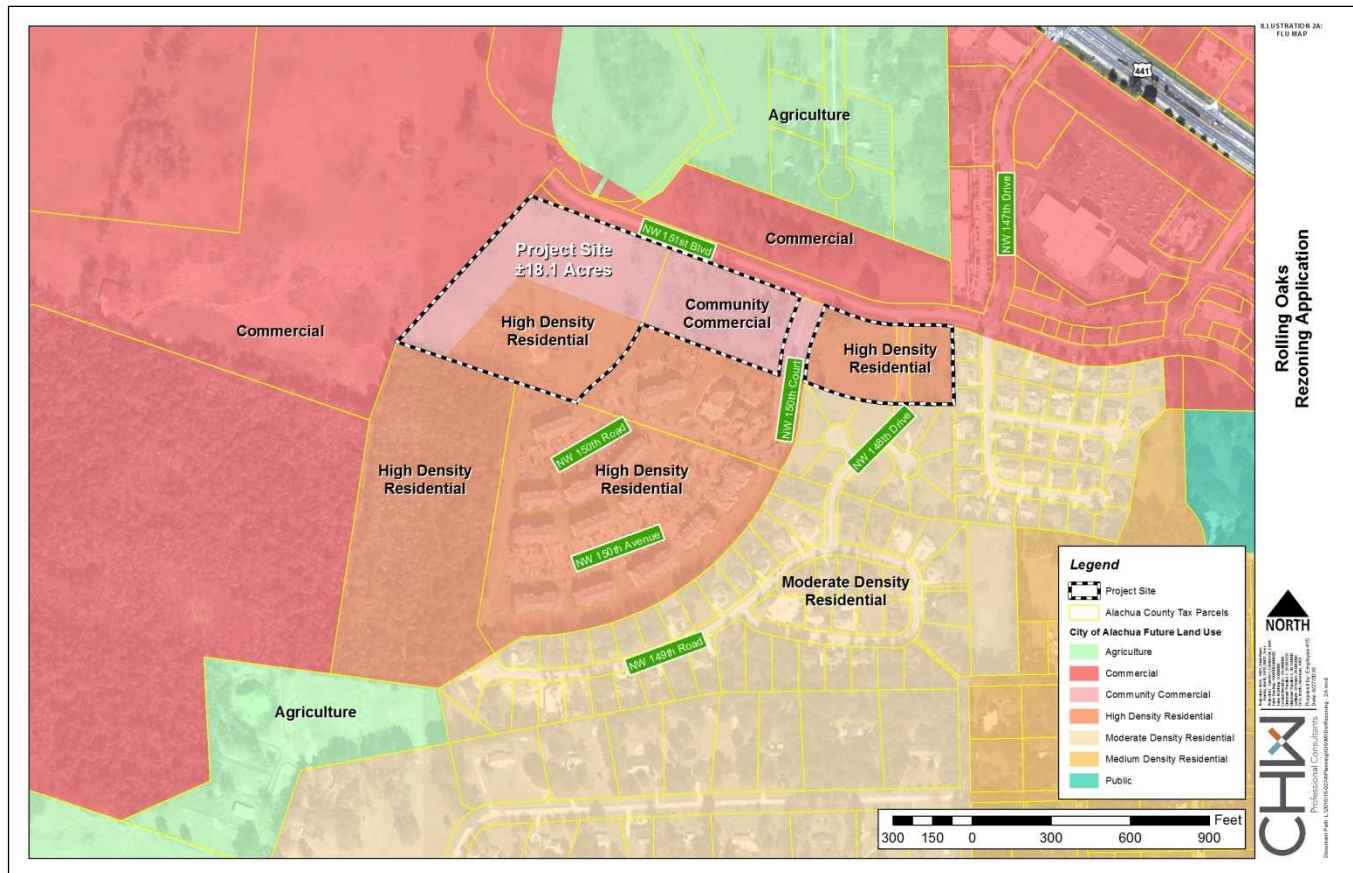 ILLUSTRATION 2A:
FLU MAP
441
Agriculture
NW 147th Drive
NW 151st Blvd
Commercial
Project Site
±18.1 Acres
Community
Commercial
Commercial
High Density
Residential
High Density
Residential
NW 150th Court
NW 148th Drive
NW 150th Road
High Density
Residential
High Density
Residential
NW 150th Avenue
Moderate Density
Residential
NW 149th Road
Agriculture
Legend
Project Site
Alachua County Tax Parcels
City of Alachua Future Land Use
Agriculture
Commercial
Community Commercial
High Density Residential
Moderate Density Residential
Medium Density Residential
Public
Feet
300 150 0 300 600 900
Rolling Oaks
Rezoning Application
NORTH
CHW
Professional Consultants